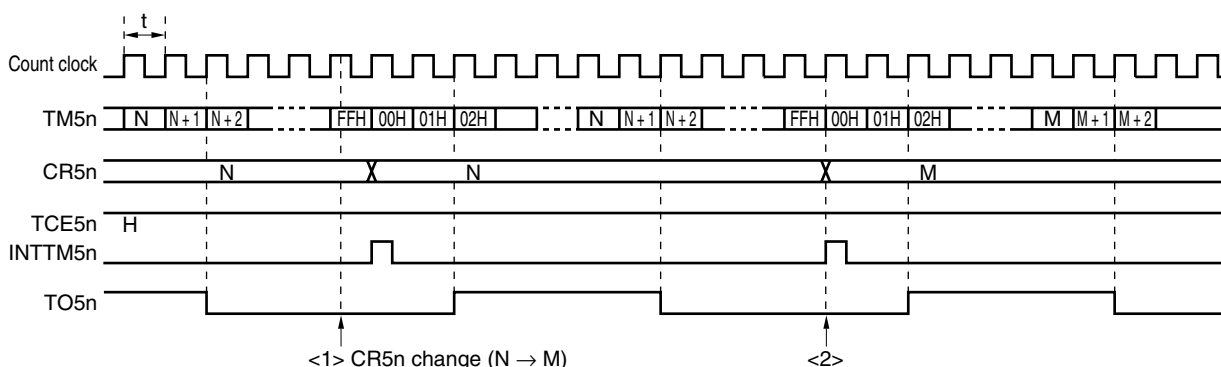 t
Count clock
TM5n N N + 1 N + 2 FFH 00H 01H 02H N N + 1 N + 2 FFH 00H 01H 02H M M + 1 M + 2
CR5n N N M
TCE5n H
INTTM5n
TO5n
<1> CR5n change (N → M) <2>